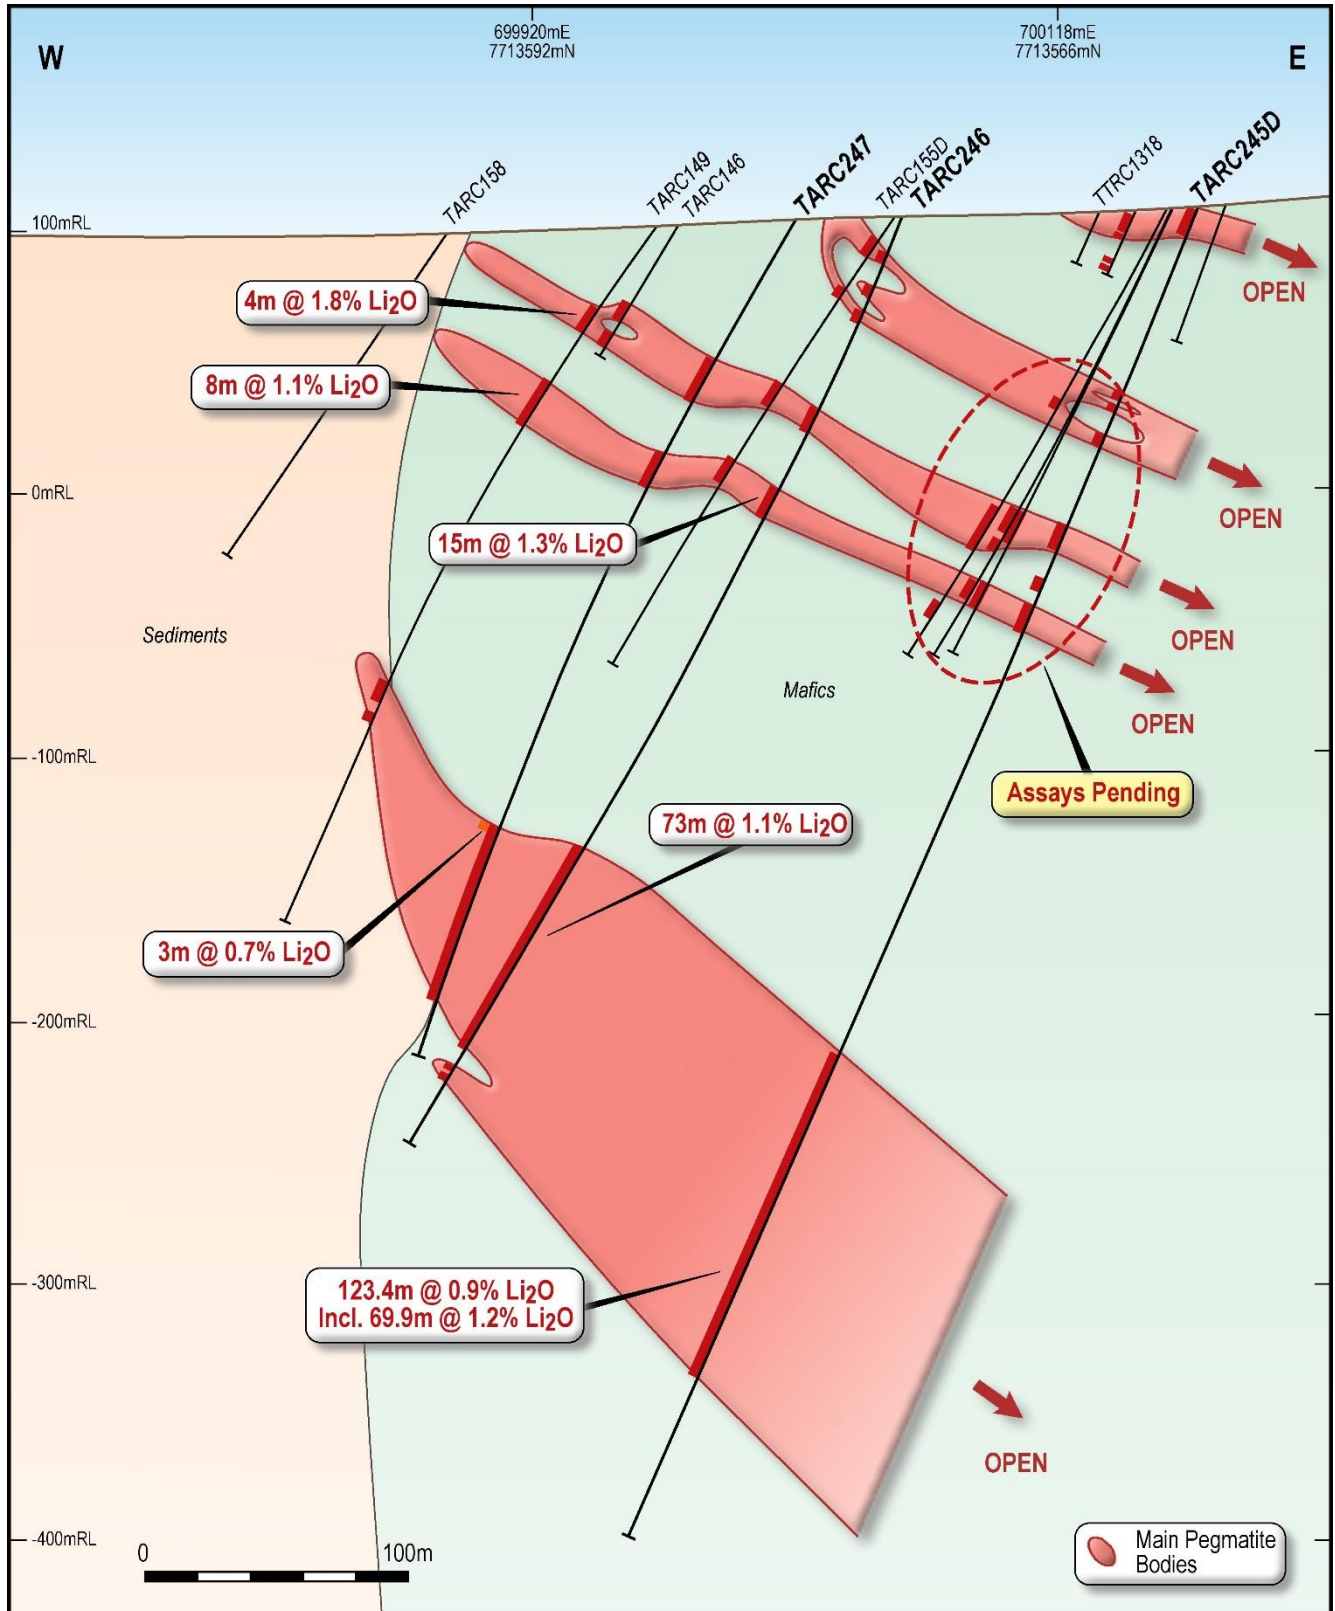 699920mE
7713592mN
700118mE
7713566mN
W
E
TARC158
TARC149
TARC146
TARC247
TARC155D
TARC246
TTRC1318
TARC245D
100mRL
4m @ 1.8% Li2O
OPEN
8m @ 1.1% Li2O
0mRL
OPEN
15m @ 1.3% Li2O
Sediments
OPEN
Mafics
OPEN
-100mRL
Assays Pending
73m @ 1.1% Li2O
3m @ 0.7% Li2O
-200mRL
-300mRL
123.4m @ 0.9% Li2O
Incl. 69.9m @ 1.2% Li2O
OPEN
-400mRL
0
100m
Main Pegmatite
Bodies